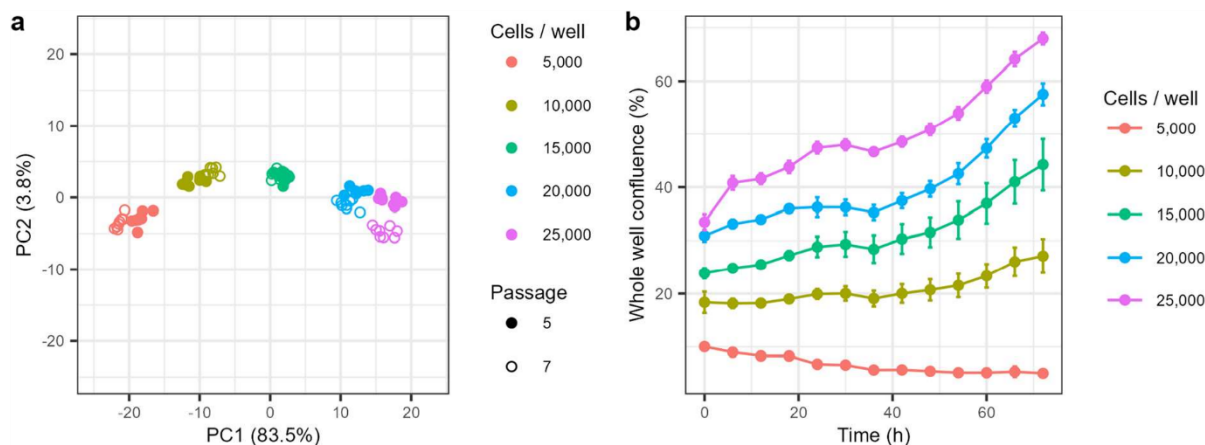 a
20
10
0
-10
-20
PC2 (3.8%)
-20 -10 0 10 20
PC1 (83.5%)
Cells / well
5,000
10,000
15,000
20,000
25,000
Passage
5
7
b
60
40
20
Whole well confluence (%)
0 20 40 60
Time (h)
Cells / well
5,000
10,000
15,000
20,000
25,000